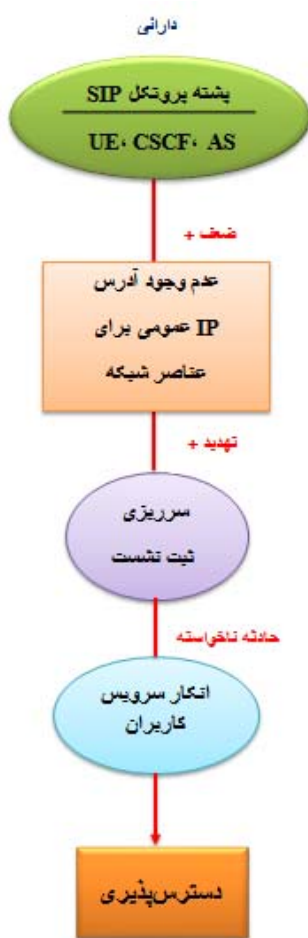 دارائی
پشته پروتکل SIP
UE، CSCF، AS
ضعف +
عدم وجود آدرس
IP عمومی برای
عناصر شبکه
تهدید +
سرریزی
ثبت نشست
حادثه ناخواسته
انکار سرویس
کاربران
دسترس‌پذیری